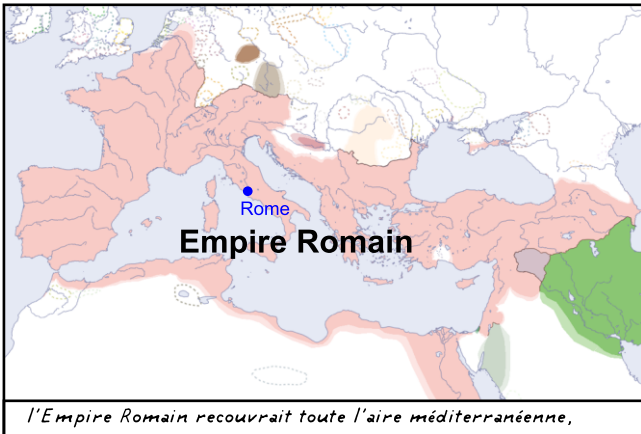 Rome
Empire Romain
l'Empire Romain recouvrait toute l'aire méditerranéenne,